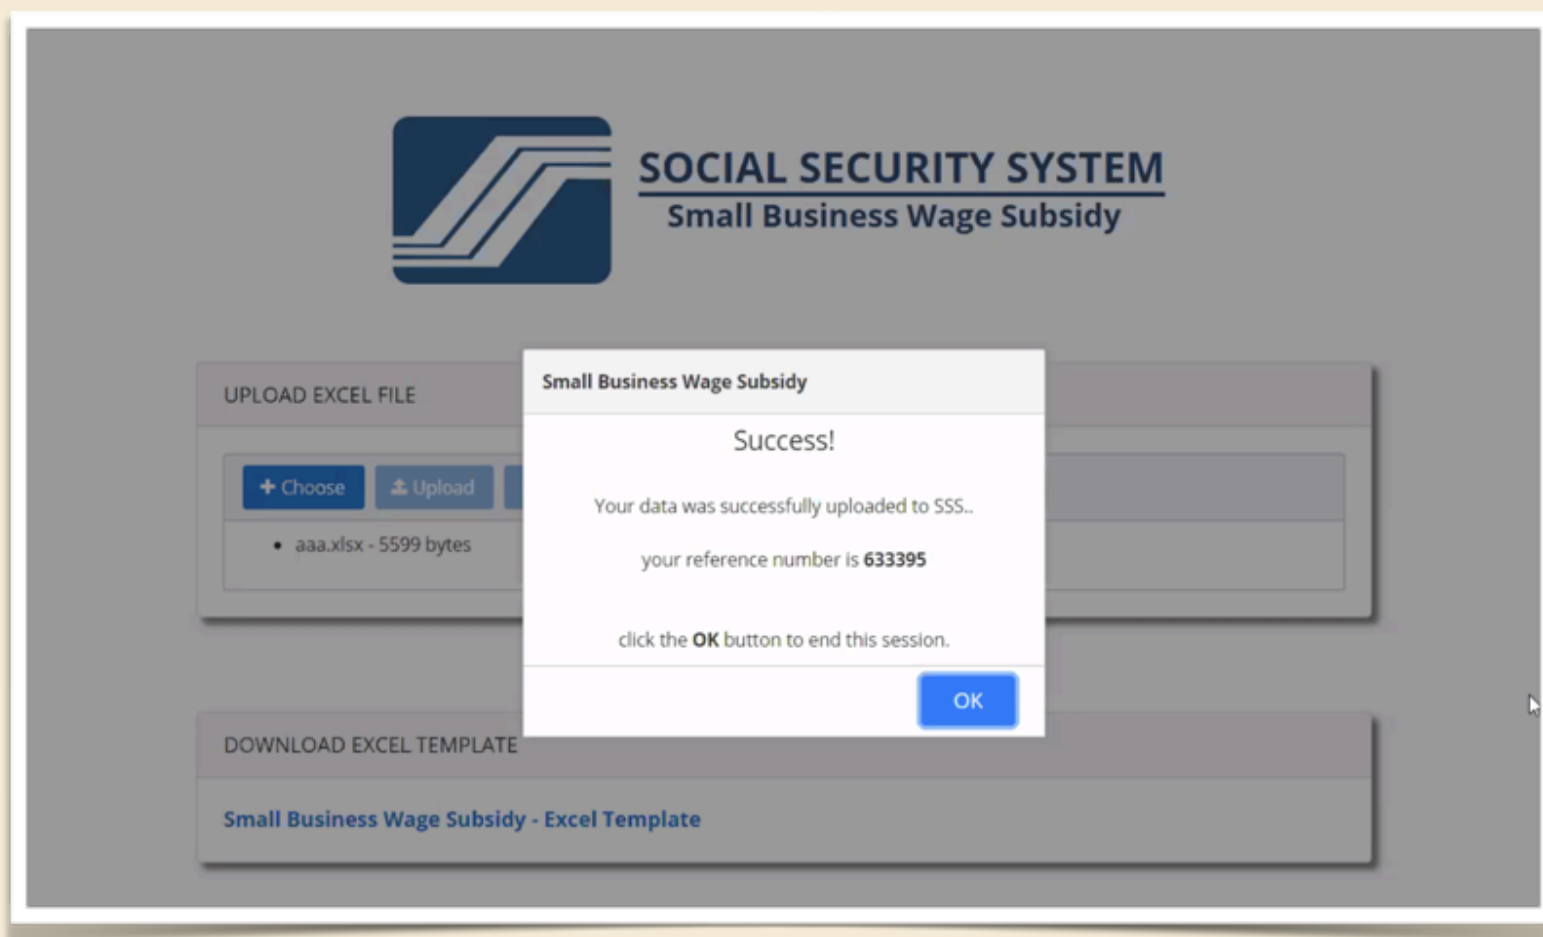 SOCIAL SECURITY SYSTEM
Small Business Wage Subsidy
UPLOAD EXCEL FILE
Choose
Upload
aaa.xlsx - 5599 bytes
Small Business Wage Subsidy
Success!
Your data was successfully uploaded to SSS..
your reference number is 633395
click the OK button to end this session.
OK
DOWNLOAD EXCEL TEMPLATE
Small Business Wage Subsidy - Excel Template